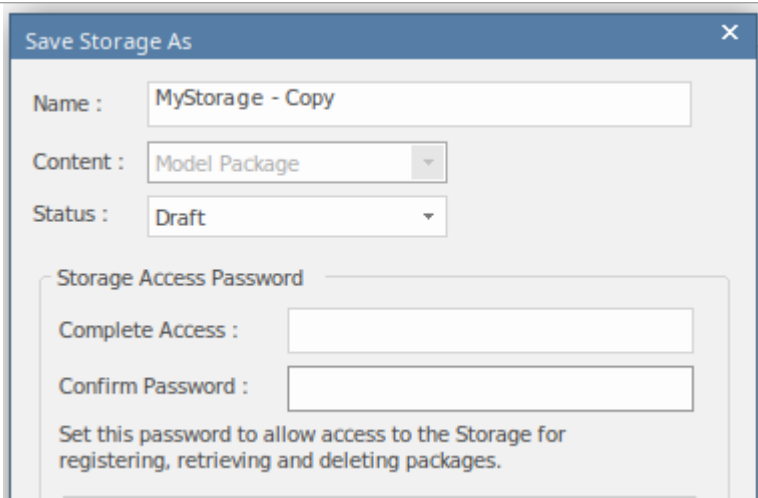 Save Storage As
Name :
MyStorage - Copy
Content :
Model Package
Status :
Draft
Storage Access Password
Complete Access :
Confirm Password :
Set this password to allow access to the Storage for
registering, retrieving and deleting packages.